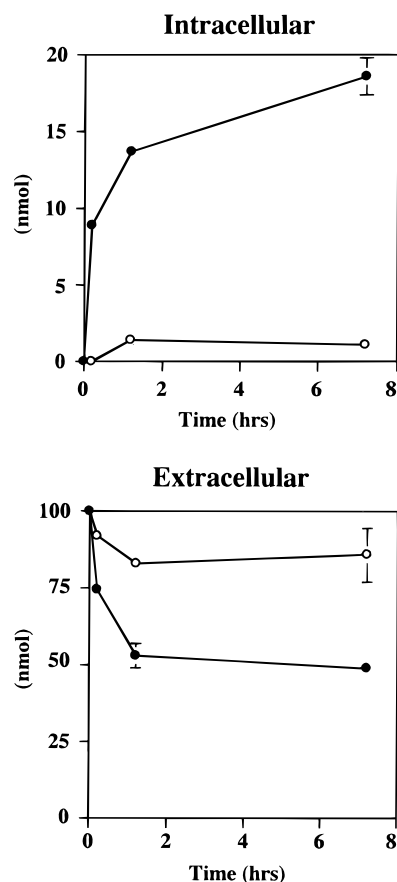 Intracellular
20
15
10
5
0
(nmol)
0 2 4 6 8
Time (hrs)
Extracellular
100
75
50
25
0
(nmol)
0 2 4 6 8
Time (hrs)